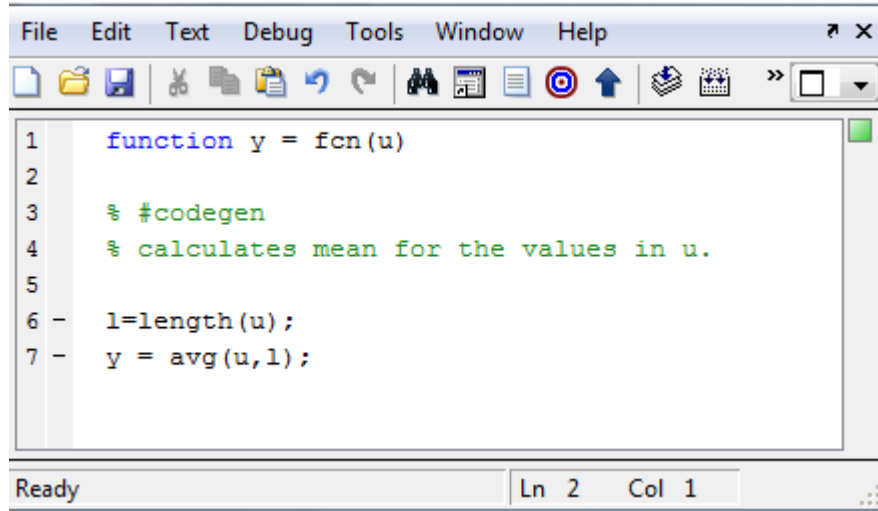 File Edit Text Debug Tools Window Help
1 function y = fcn(u)
2
3 % #codegen
4 % calculates mean for the values in u.
5
6 – l=length(u);
7 – y = avg(u,l);
Ready Ln 2 Col 1